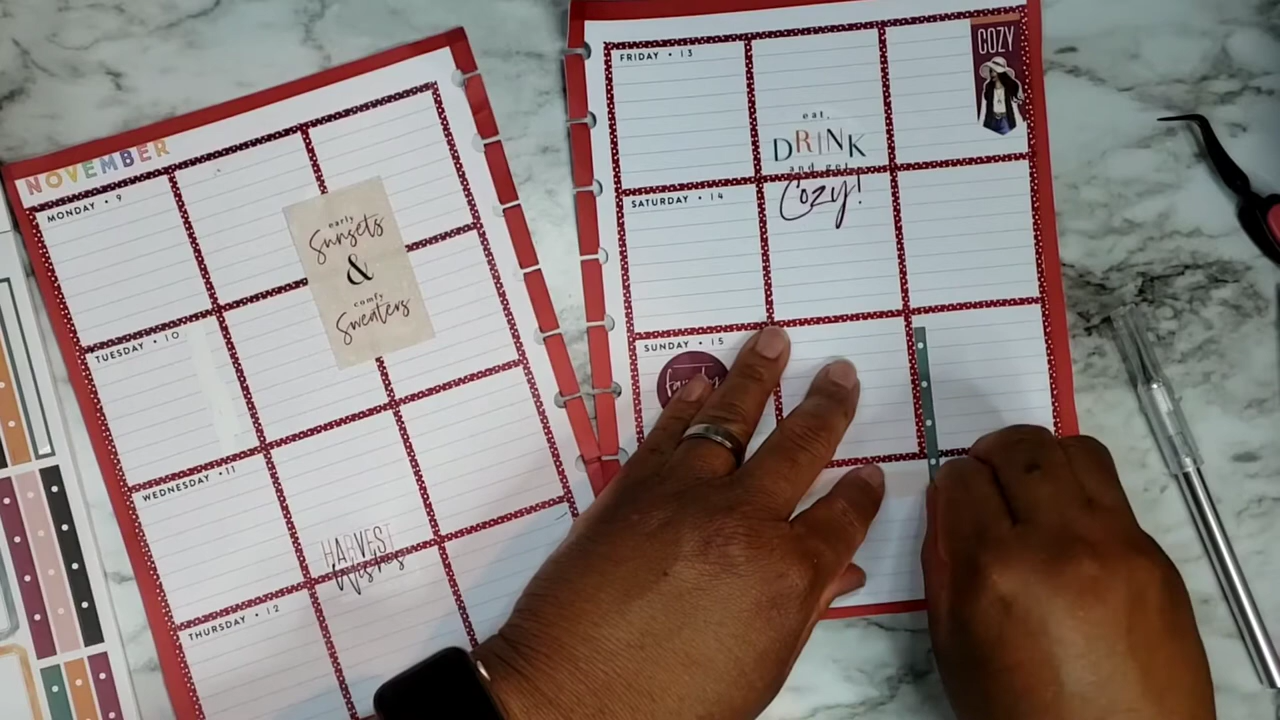 NOVEMBER
MONDAY • 9
early
Sunsets
&
comfy
Sweaters
TUESDAY • 10
WEDNESDAY • 11
HARVEST
Wishes
THURSDAY • 12
FRIDAY • 13
eat,
DRINK
and get
Cozy!
COZY
SATURDAY • 14
SUNDAY • 15
family